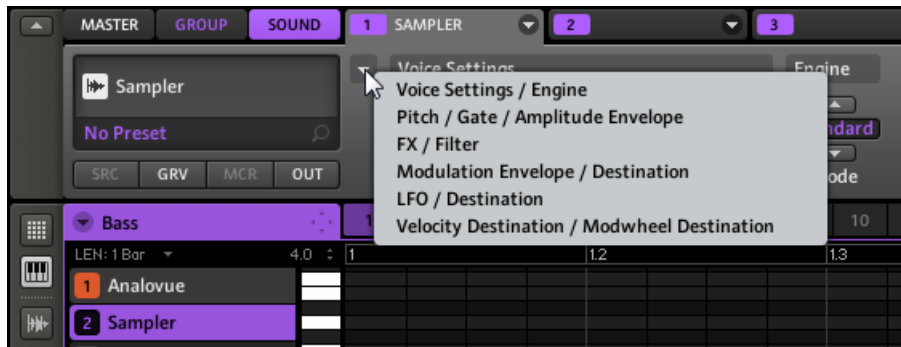 MASTER GROUP SOUND 1 SAMPLER 2 3
Sampler Voice Settings Engine
Voice Settings / Engine
Pitch / Gate / Amplitude Envelope
FX / Filter
Modulation Envelope / Destination
LFO / Destination
Velocity Destination / Modwheel Destination
No Preset ndard
SRC GRV MCR OUT ode
Bass 1 10
LEN: 1 Bar 4.0 1 1.2 1.3
1 Analovue
2 Sampler